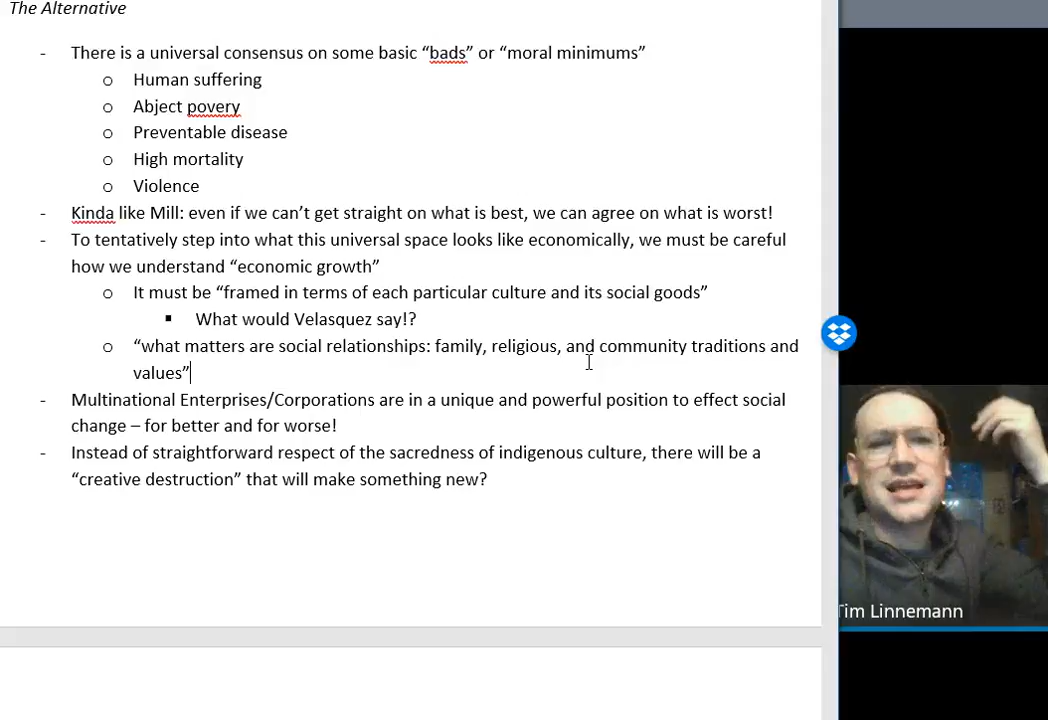 The Alternative
- There is a universal consensus on some basic “bads” or “moral minimums”
o Human suffering
o Abject povery
o Preventable disease
o High mortality
o Violence
- Kinda like Mill: even if we can’t get straight on what is best, we can agree on what is worst!
- To tentatively step into what this universal space looks like economically, we must be careful
how we understand “economic growth”
o It must be “framed in terms of each particular culture and its social goods”
▪ What would Velasquez say!?
o “what matters are social relationships: family, religious, and community traditions and
values”
- Multinational Enterprises/Corporations are in a unique and powerful position to effect social
change – for better and for worse!
- Instead of straightforward respect of the sacredness of indigenous culture, there will be a
“creative destruction” that will make something new?
Tim Linnemann